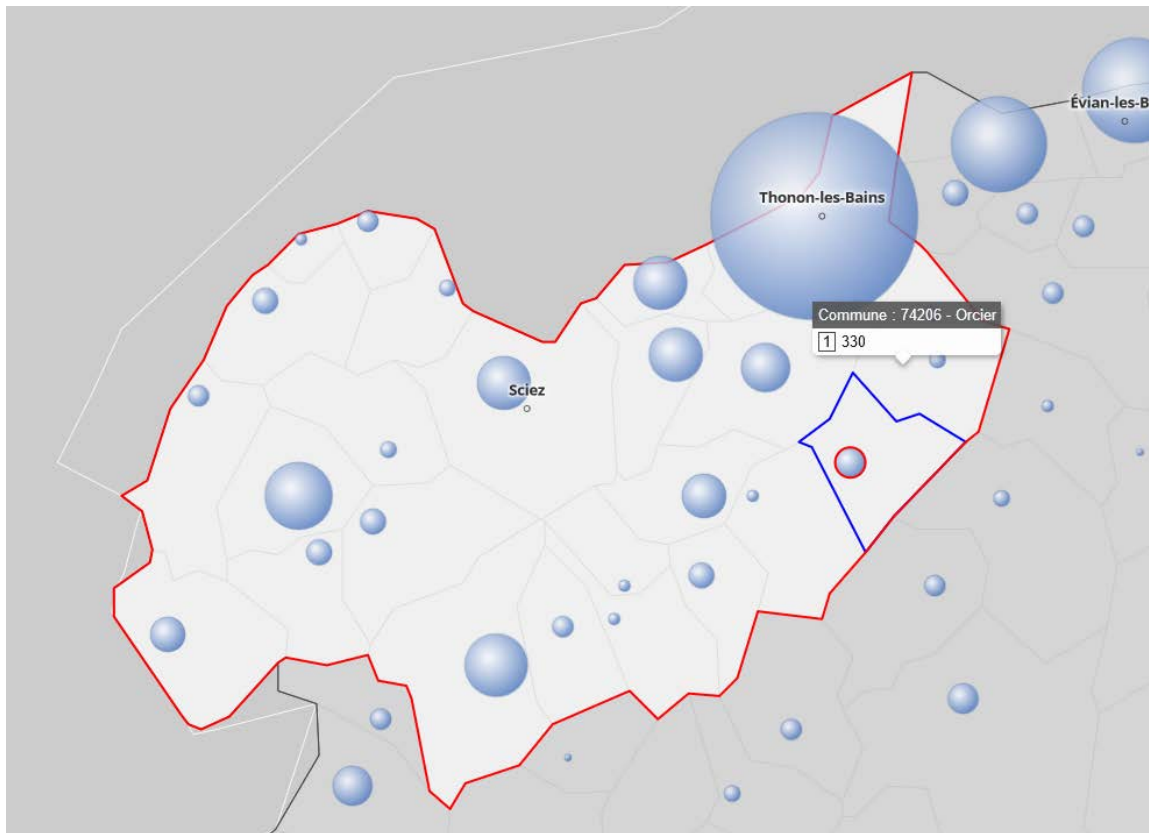 Évian-les-B
Thonon-les-Bains
Commune : 74206 - Orcier
1 330
Sciez